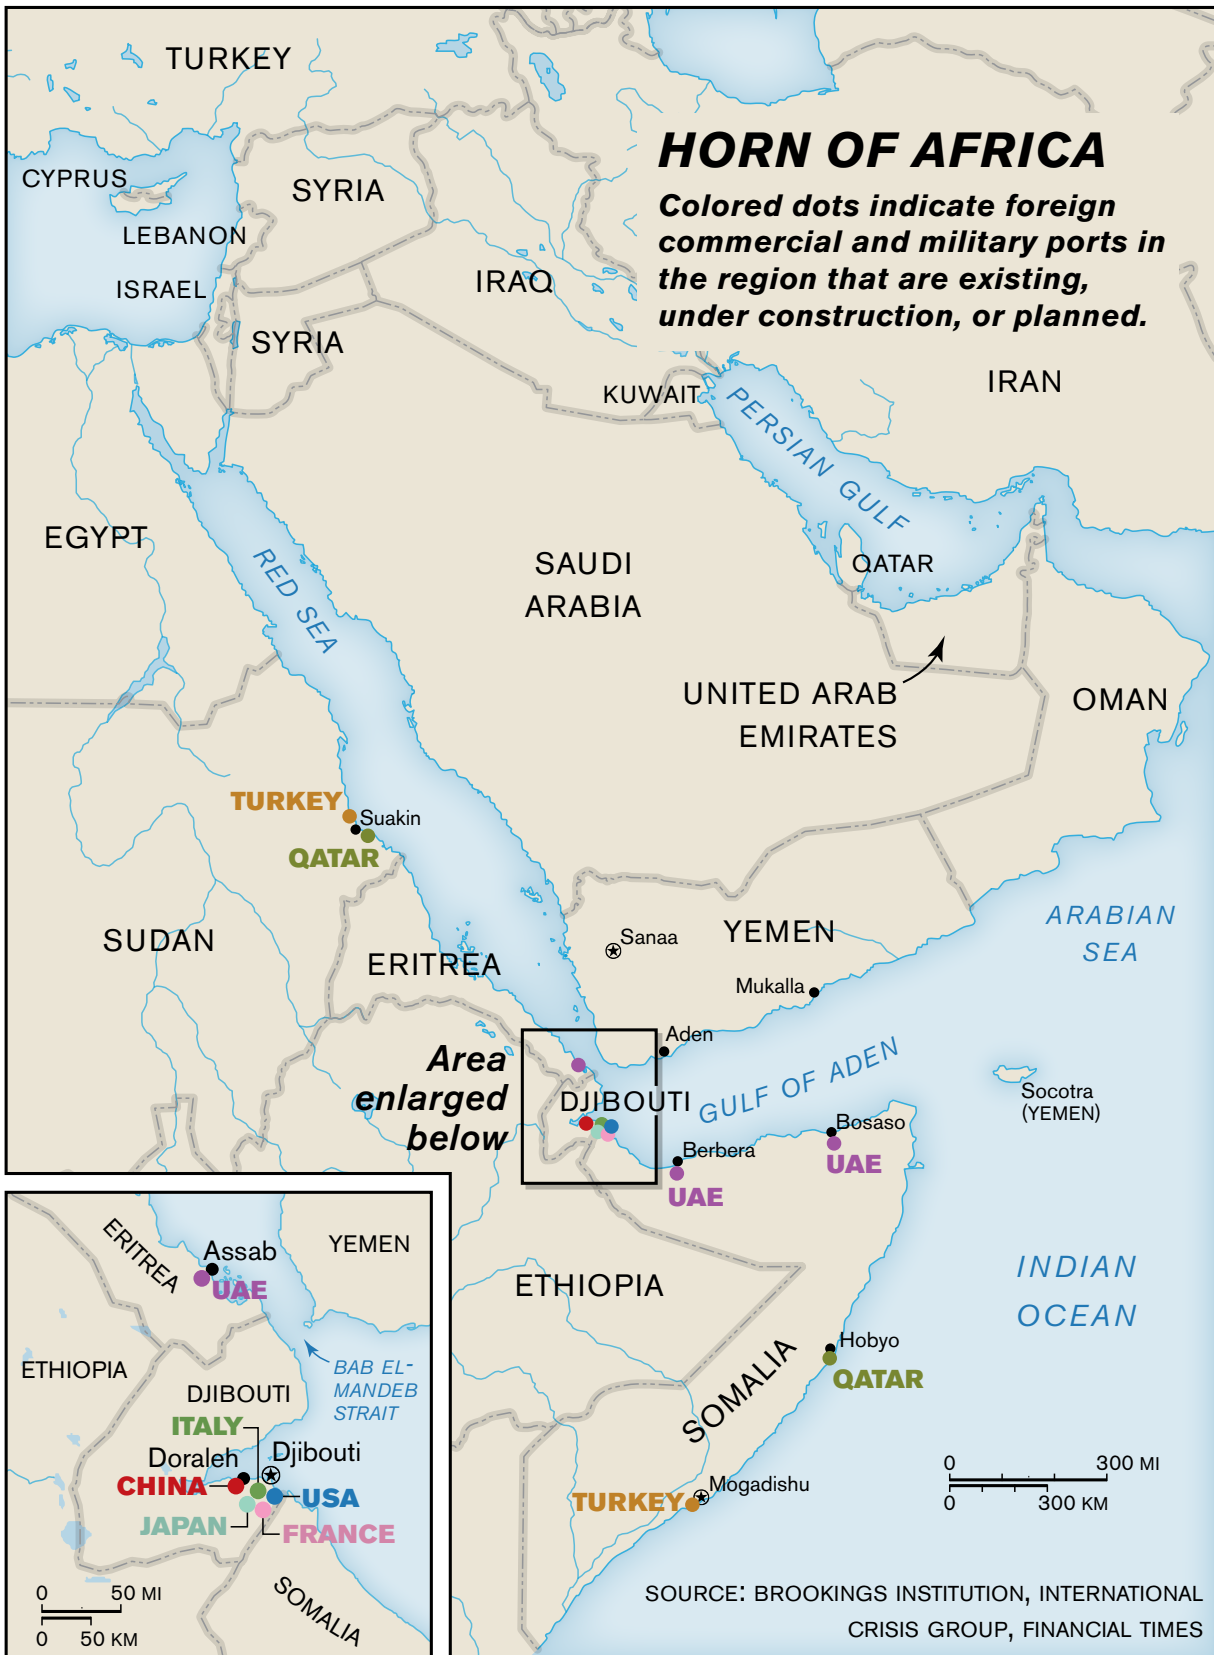 TURKEY
HORN OF AFRICA
Colored dots indicate foreign
commercial and military ports in
the region that are existing,
under construction, or planned.
CYPRUS
SYRIA
LEBANON
IRAQ
ISRAEL
SYRIA
IRAN
KUWAIT
PERSIAN GULF
EGYPT
RED SEA
SAUDI
ARABIA
QATAR
UNITED ARAB
EMIRATES
OMAN
TURKEY
Suakin
QATAR
SUDAN
ERITREA
Sanaa
YEMEN
Mukalla
ARABIAN
SEA
Aden
Area
enlarged
below
DJIBOUTI
GULF OF ADEN
Socotra
(YEMEN)
Bosaso
UAE
Berbera
UAE
ETHIOPIA
INDIAN
OCEAN
Hobyo
QATAR
SOMALIA
Mogadishu
TURKEY
0 300 MI
0 300 KM
ERITREA
Assab
UAE
YEMEN
ETHIOPIA
BAB EL-
MANDEB
STRAIT
DJIBOUTI
ITALY
Doraleh
Djibouti
CHINA
USA
JAPAN
FRANCE
SOMALIA
0 50 MI
0 50 KM
SOURCE: BROOKINGS INSTITUTION, INTERNATIONAL
CRISIS GROUP, FINANCIAL TIMES